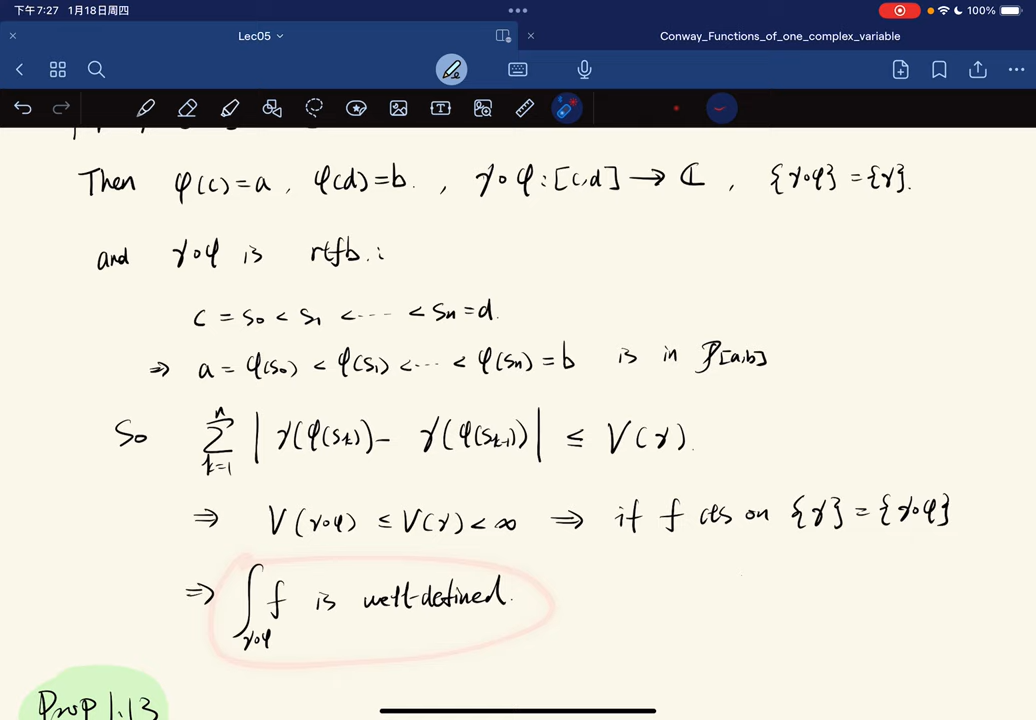 下午7:27 1月18日周四
100%
Lec05
Conway_Functions_of_one_complex_variable
Then φ(c)=a, φ(d)=b., γ∘φ:[c,d] → ℂ, {γ∘φ}={γ}.
and γ∘φ is rtfb.:
c = s₀ < s₁ < ---- < sₙ = d.
⇒ a = φ(s₀) < φ(s₁) < ---- < φ(sₙ) = b is in 𝒫[a,b]
So ∑ₖ₌₁ⁿ | γ(φ(sₖ)) - γ(φ(sₖ₋₁)) | ≤ V(γ).
⇒ V(γ∘φ) ≤ V(γ) < ∞ ⇒ if f cts on {γ} = {γ∘φ}
⇒ ∫_{γ∘φ} f is well-defined.
Prop 1.13